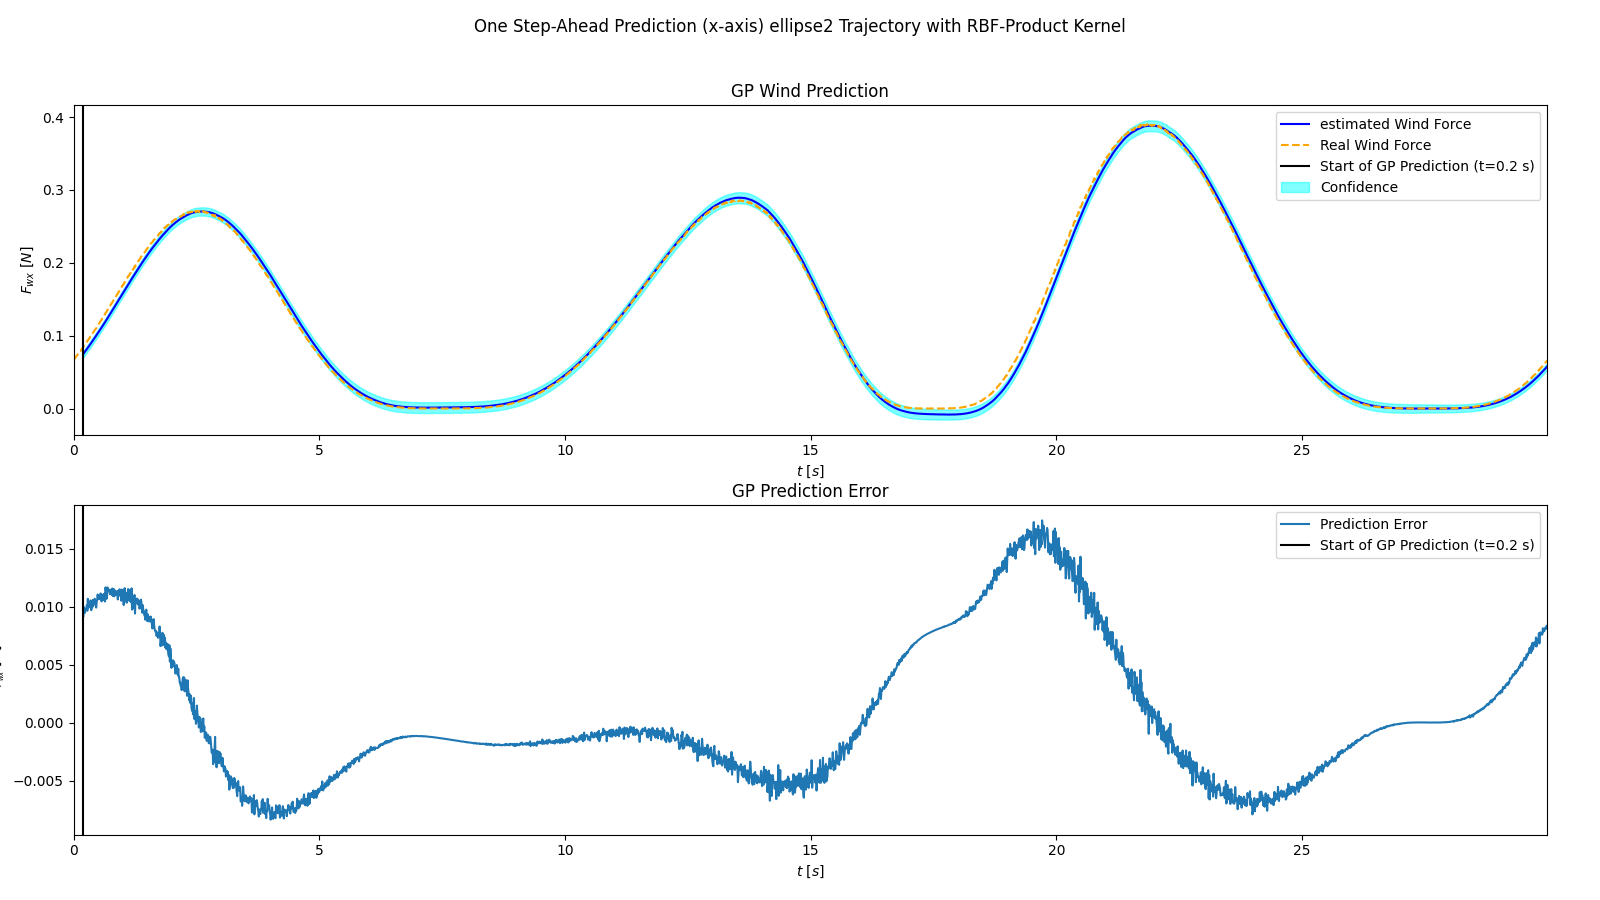 One Step-Ahead Prediction (x-axis) ellipse2 Trajectory with RBF-Product Kernel
GP Wind Prediction
0.4
0.3
0.2
0.1
0.0
F_wx [N]
estimated Wind Force
Real Wind Force
Start of GP Prediction (t=0.2 s)
Confidence
0 5 10 15 20 25
t [s]
GP Prediction Error
0.015
0.010
0.005
0.000
−0.005
Prediction Error
Start of GP Prediction (t=0.2 s)
0 5 10 15 20 25
t [s]